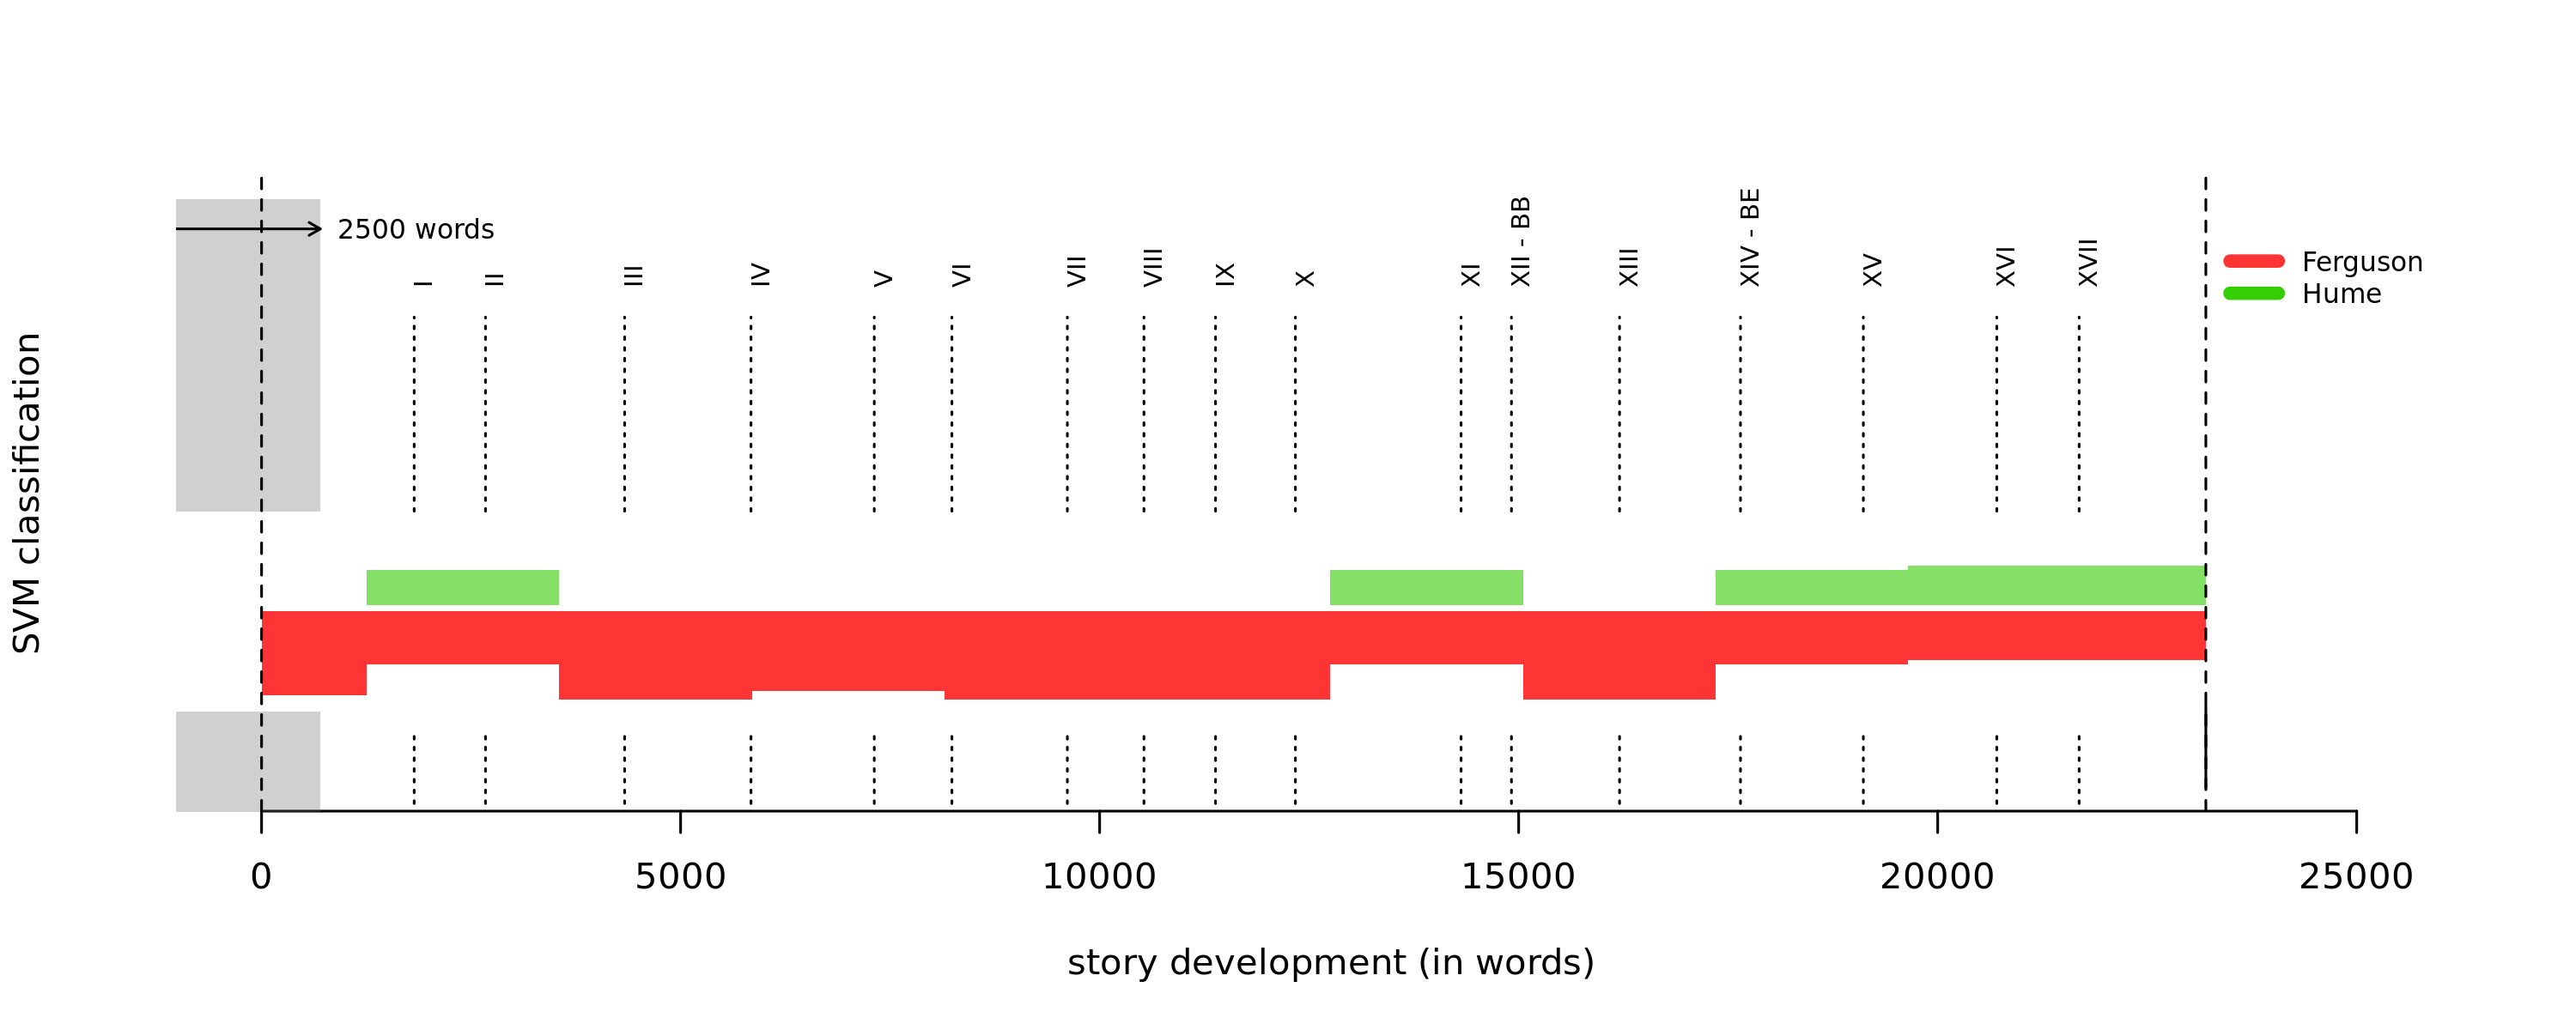 2500 words
I
II
III
IV
V
VI
VII
VIII
IX
X
XI
XII - BB
XIII
XIV - BE
XV
XVI
XVII
Ferguson
Hume
SVM classification
0
5000
10000
15000
20000
25000
story development (in words)